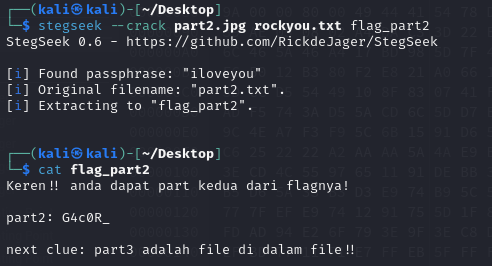 ┌──(kali㉿kali)-[~/Desktop]
└─$ stegseek --crack part2.jpg rockyou.txt flag_part2
StegSeek 0.6 - https://github.com/RickdeJager/StegSeek
[i] Found passphrase: "iloveyou"
[i] Original filename: "part2.txt".
[i] Extracting to "flag_part2".
┌──(kali㉿kali)-[~/Desktop]
└─$ cat flag_part2
Keren!! anda dapat part kedua dari flagnya!
part2: G4c0R_
next clue: part3 adalah file di dalam file!!